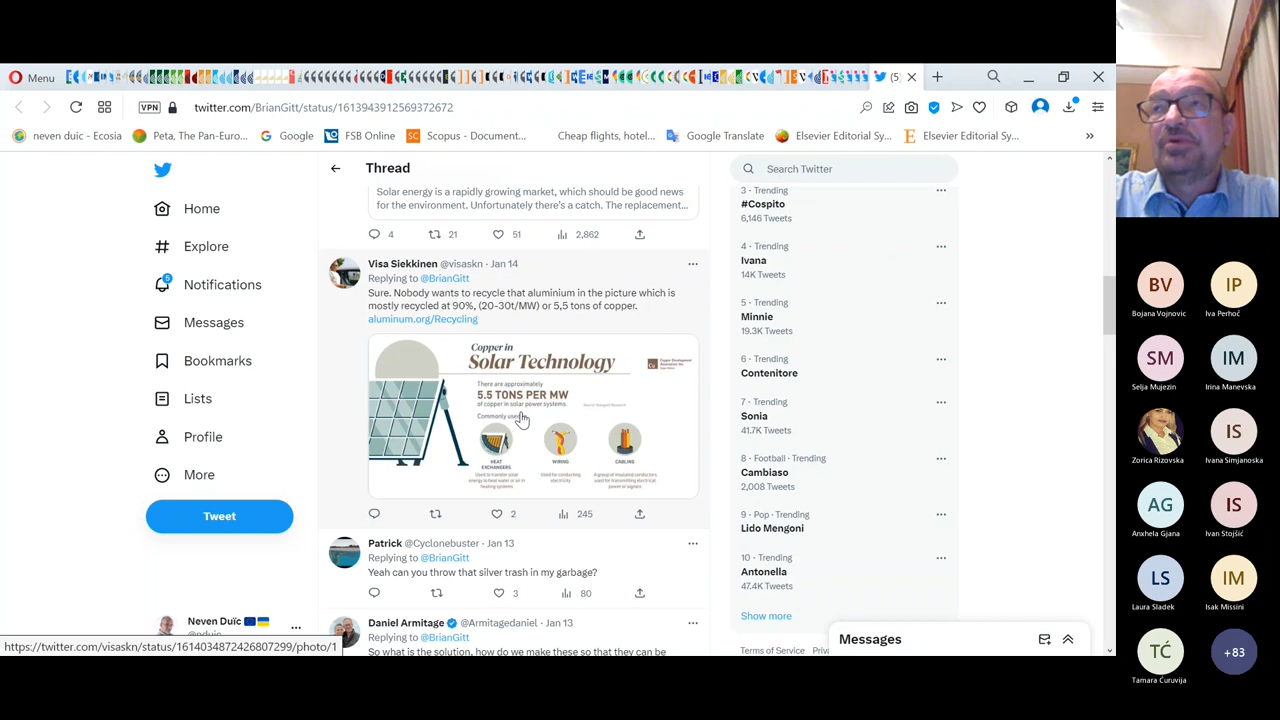 Menu
(5)
VPN
twitter.com/BrianGitt/status/1613943912569372672
neven duic - Ecosia
Peta, The Pan-Euro...
Google
FSB Online
Scopus - Document...
Cheap flights, hotel...
Google Translate
Elsevier Editorial Sy...
Elsevier Editorial Sy...
Home
Explore
Notifications
Messages
Bookmarks
Lists
Profile
More
Tweet
Neven Duïc
Thread
Solar energy is a rapidly growing market, which should be good news
for the environment. Unfortunately there's a catch. The replacement...
4 21 51 2,862
Visa Siekkinen @visaskn · Jan 14
Replying to @BrianGitt
Sure. Nobody wants to recycle that aluminium in the picture which is
mostly recycled at 90%, (20-30t/MW) or 5,5 tons of copper.
aluminum.org/Recycling
Copper in
Solar Technology
There are approximately
5.5 TONS PER MW
of copper in solar power systems.
HEAT
EXCHANGERS
WIRING
CABLING
2 245
Patrick @Cyclonebuster · Jan 13
Replying to @BrianGitt
Yeah can you throw that silver trash in my garbage?
3 80
Daniel Armitage @Armitagedaniel · Jan 13
Replying to @BrianGitt
So what is the solution, how do we make these so that they can be
Search Twitter
3 · Trending
#Cospito
6,146 Tweets
4 · Trending
Ivana
14K Tweets
5 · Trending
Minnie
19.3K Tweets
6 · Trending
Contenitore
7 · Trending
Sonia
41.7K Tweets
8 · Football · Trending
Cambiaso
2,008 Tweets
9 · Pop · Trending
Lido Mengoni
10 · Trending
Antonella
47.4K Tweets
Show more
Terms of Service
Messages
https://twitter.com/visaskn/status/1614034872426807299/photo/1
BV
Bojana Vojnovic
IP
Iva Perhoć
SM
Selja Mujezin
IM
Irina Manevska
Zorica Rizovska
IS
Ivana Simjanoska
AG
Anxhela Gjana
IS
Ivan Stojšić
LS
Laura Sladek
IM
Isak Missini
TĆ
Tamara Ćuruvija
+83